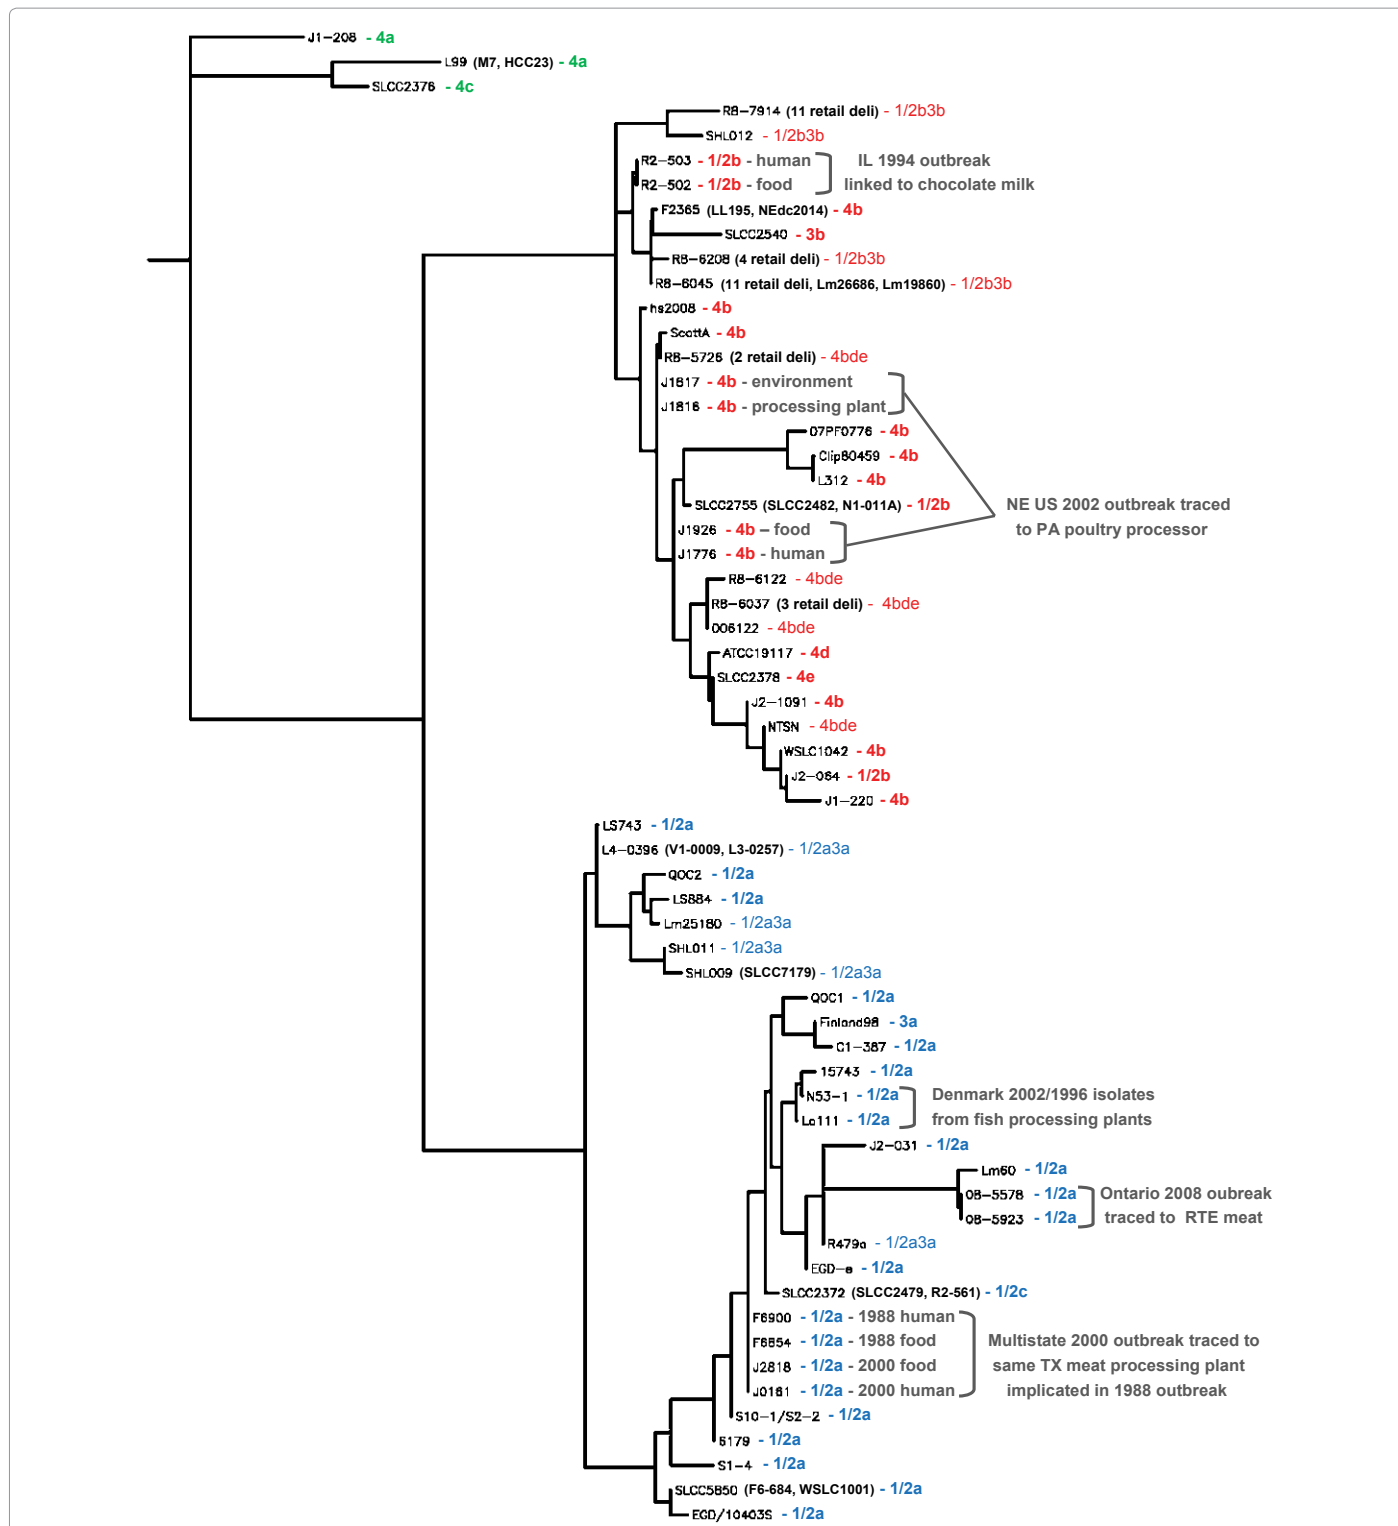 J1-208 - 4a
L99 (M7, HCC23) - 4a
SLCC2376 - 4c
R8-7914 (11 retail deli) - 1/2b3b
SHL012 - 1/2b3b
R2-503 - 1/2b - human
R2-502 - 1/2b - food
IL 1994 outbreak
linked to chocolate milk
F2365 (LL195, NEdc2014) - 4b
SLCC2540 - 3b
R8-6208 (4 retail deli) - 1/2b3b
R8-6045 (11 retail deli, Lm26686, Lm19860) - 1/2b3b
hs2008 - 4b
ScottA - 4b
R8-5726 (2 retail deli) - 4bde
J1817 - 4b - environment
J1816 - 4b - processing plant
07PF0776 - 4b
Clip80459 - 4b
L312 - 4b
SLCC2755 (SLCC2482, N1-011A) - 1/2b
J1926 - 4b – food
J1776 - 4b - human
NE US 2002 outbreak traced
to PA poultry processor
R8-6122 - 4bde
R8-6037 (3 retail deli) - 4bde
006122 - 4bde
ATCC19117 - 4d
SLCC2378 - 4e
J2-1091 - 4b
NTSN - 4bde
WSLC1042 - 4b
J2-064 - 1/2b
J1-220 - 4b
LS743 - 1/2a
L4-0396 (V1-0009, L3-0257) - 1/2a3a
QOC2 - 1/2a
LS884 - 1/2a
Lm25180 - 1/2a3a
SHL011 - 1/2a3a
SHL009 (SLCC7179) - 1/2a3a
QOC1 - 1/2a
Finland98 - 3a
C1-387 - 1/2a
15743 - 1/2a
N53-1 - 1/2a
La111 - 1/2a
Denmark 2002/1996 isolates
from fish processing plants
J2-031 - 1/2a
Lm60 - 1/2a
08-5578 - 1/2a
08-5923 - 1/2a
Ontario 2008 oubreak
traced to RTE meat
R479a - 1/2a3a
EGD-e - 1/2a
SLCC2372 (SLCC2479, R2-561) - 1/2c
F6900 - 1/2a - 1988 human
F6854 - 1/2a - 1988 food
J2818 - 1/2a - 2000 food
J0161 - 1/2a - 2000 human
Multistate 2000 outbreak traced to
same TX meat processing plant
implicated in 1988 outbreak
S10-1/S2-2 - 1/2a
6179 - 1/2a
S1-4 - 1/2a
SLCC5850 (F6-684, WSLC1001) - 1/2a
EGD/10403S - 1/2a